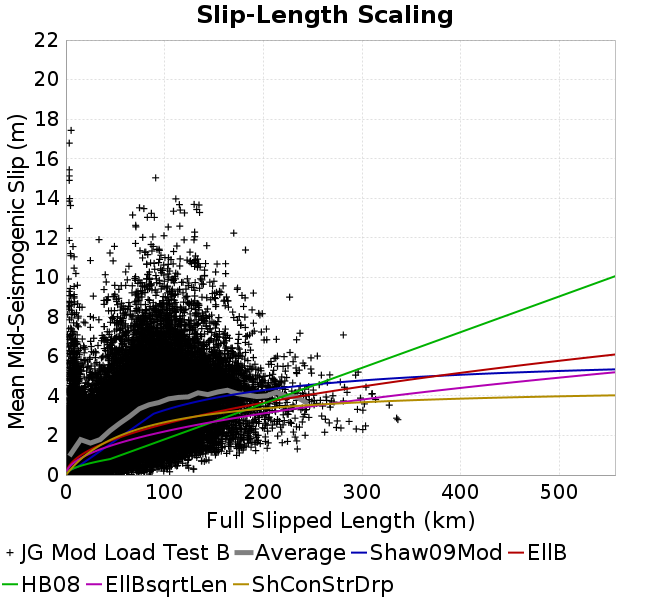 Slip-Length Scaling
22
20
18
16
14
12
10
8
6
4
2
0
Mean Mid-Seismogenic Slip (m)
0 100 200 300 400 500
Full Slipped Length (km)
JG Mod Load Test B Average Shaw09Mod EllB
HB08 EllBsqrtLen ShConStrDrp